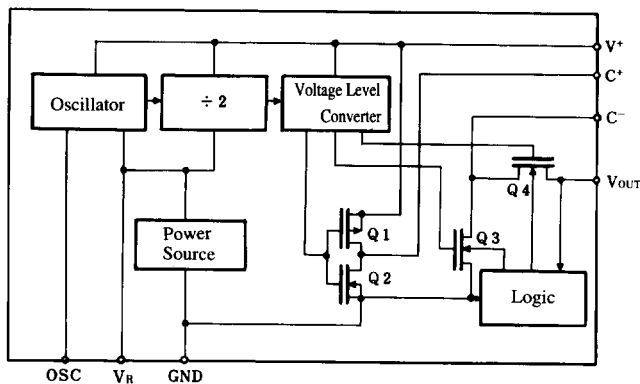 V⁺
C⁺
Oscillator
÷ 2
Voltage Level
Converter
C⁻
VOUT
Q 4
Q 1
Q 3
Power
Source
Q 2
Logic
OSC
VR
GND